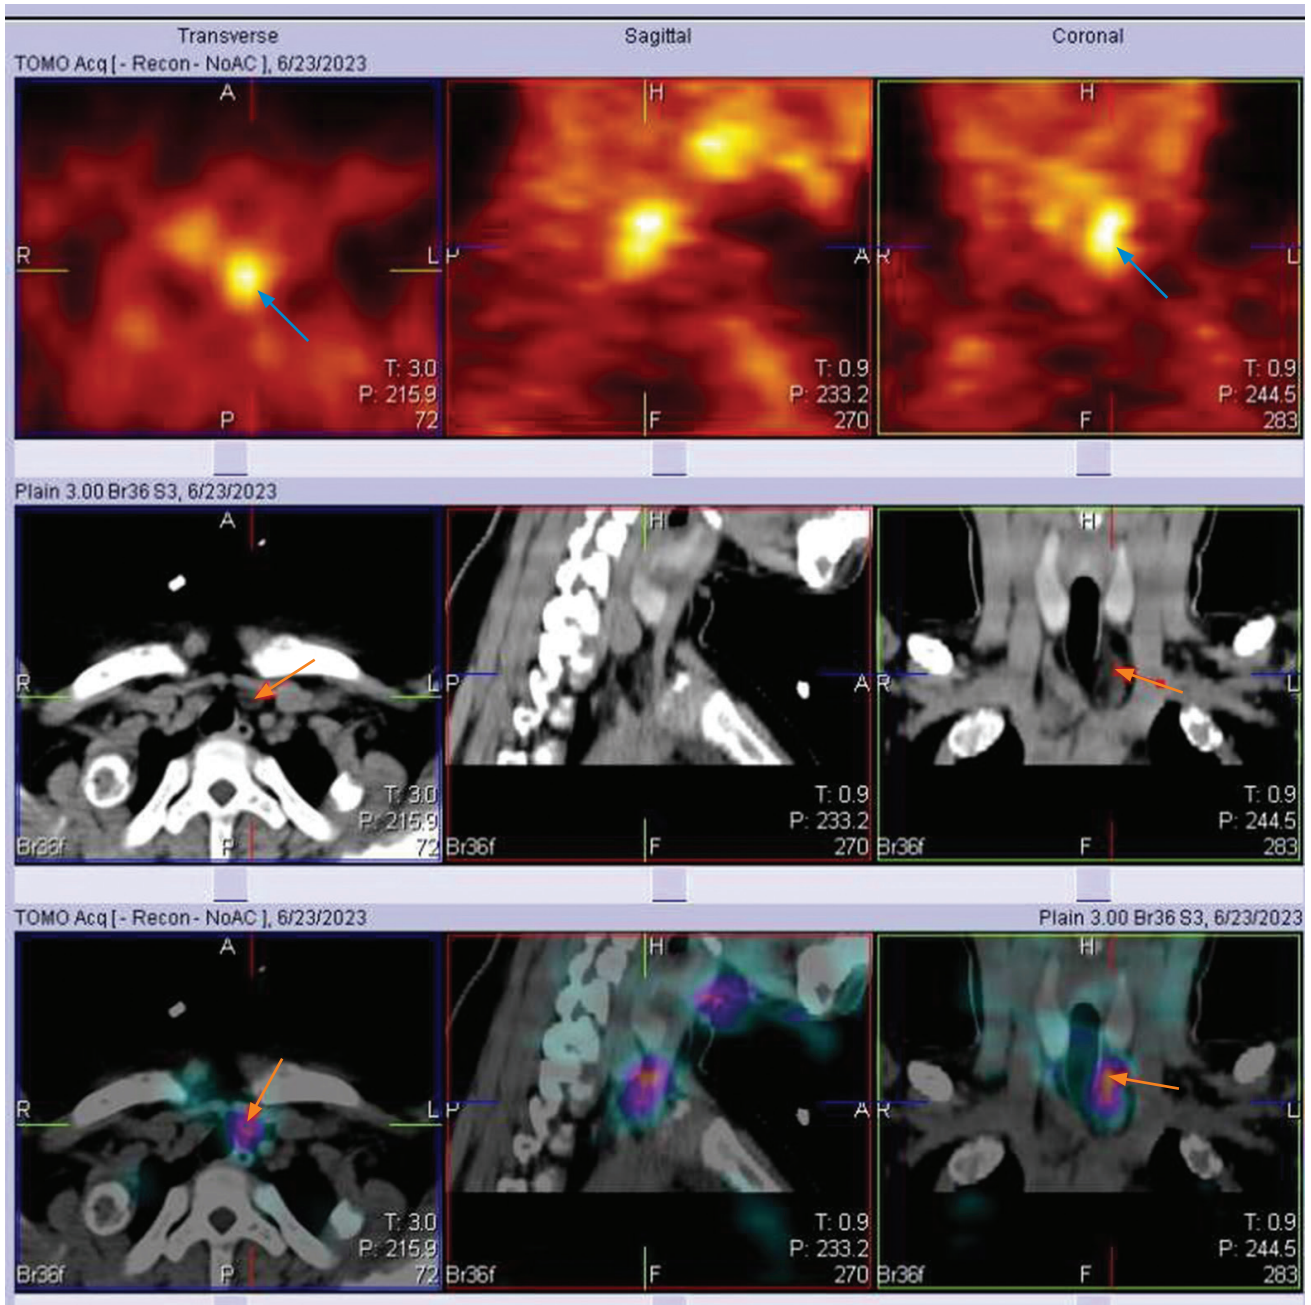 Transverse Sagittal Coronal
TOMO Acq [ - Recon - NoAC ], 6/23/2023
A H H
R L P A R L
T: 3.0 T: 0.9 T: 0.9
P: 215.9 P: 233.2 P: 244.5
P 72 F 270 F 283
Plain 3.00 Br36 S3, 6/23/2023
A H H
R L P A R L
T: 3.0 T: 0.9 T: 0.9
P: 215.9 P: 233.2 P: 244.5
Br36f P 72 Br36f F 270 Br36f F 283
TOMO Acq [ - Recon - NoAC ], 6/23/2023 Plain 3.00 Br36 S3, 6/23/2023
A H H
R L P A R L
T: 3.0 T: 0.9 T: 0.9
P: 215.9 P: 233.2 P: 244.5
Br36f P 72 Br36f F 270 Br36f F 283